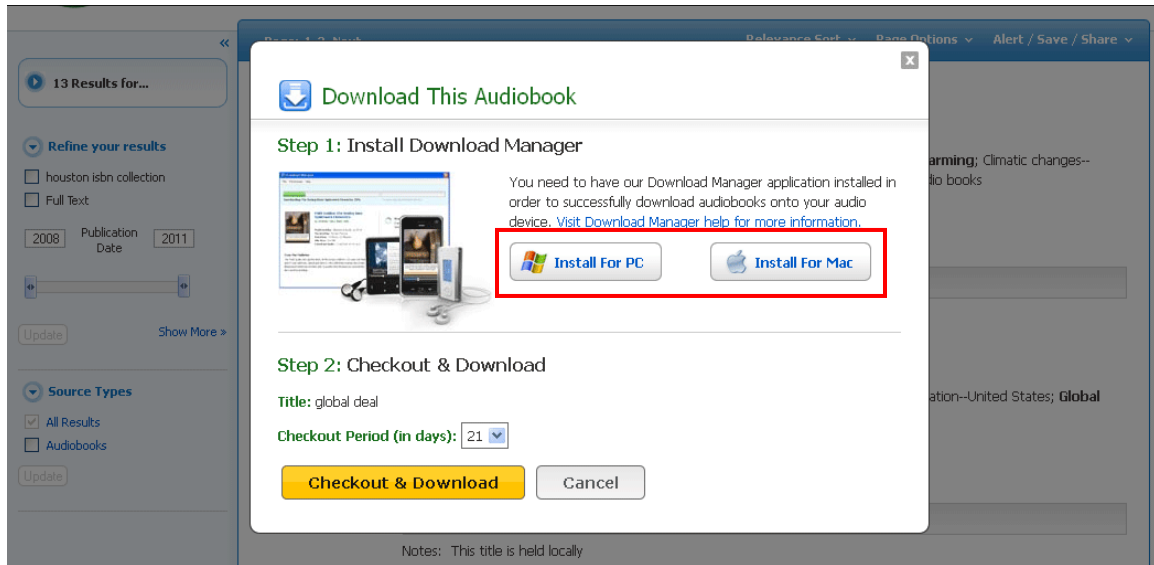 «
Relevance Sort Page Options Alert / Save / Share
13 Results for...
Refine your results
houston isbn collection
Full Text
2008 Publication Date 2011
Update Show More »
Source Types
All Results
Audiobooks
Update
x
Download This Audiobook
Step 1: Install Download Manager
You need to have our Download Manager application installed in
order to successfully download audiobooks onto your audio
device. Visit Download Manager help for more information.
Install For PC Install For Mac
Step 2: Checkout & Download
Title: global deal
Checkout Period (in days): 21
Checkout & Download Cancel
arming; Climatic changes--
dio books
ation--United States; Global
Notes: This title is held locally